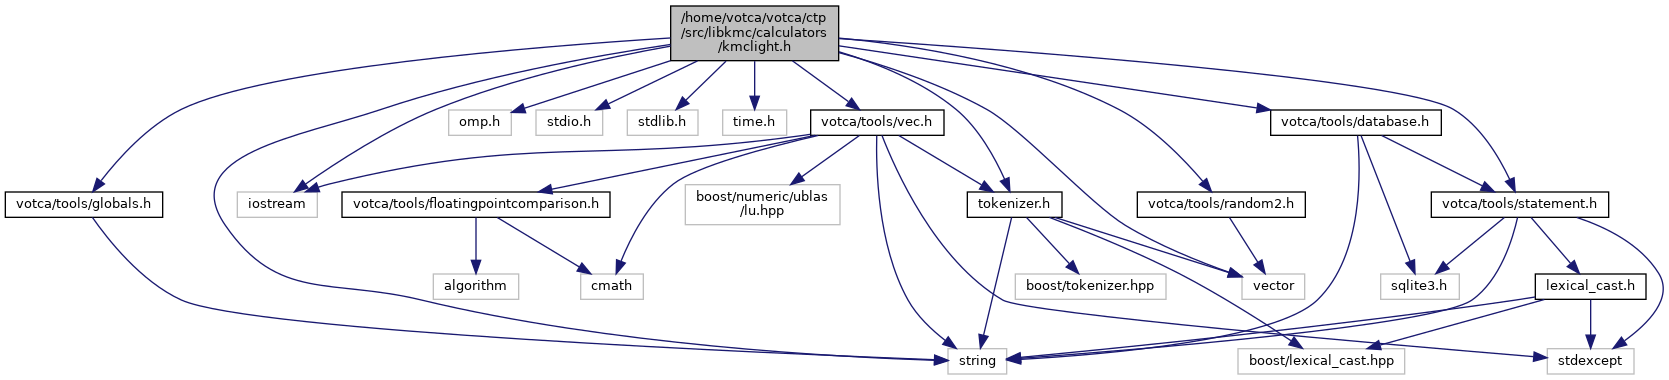 /home/votca/votca/ctp
/src/libkmc/calculators
/kmclight.h
omp.h
stdio.h
stdlib.h
time.h
votca/tools/vec.h
votca/tools/database.h
votca/tools/globals.h
iostream
votca/tools/floatingpointcomparison.h
boost/numeric/ublas
/lu.hpp
tokenizer.h
votca/tools/random2.h
votca/tools/statement.h
algorithm
cmath
boost/tokenizer.hpp
vector
sqlite3.h
lexical_cast.h
string
boost/lexical_cast.hpp
stdexcept